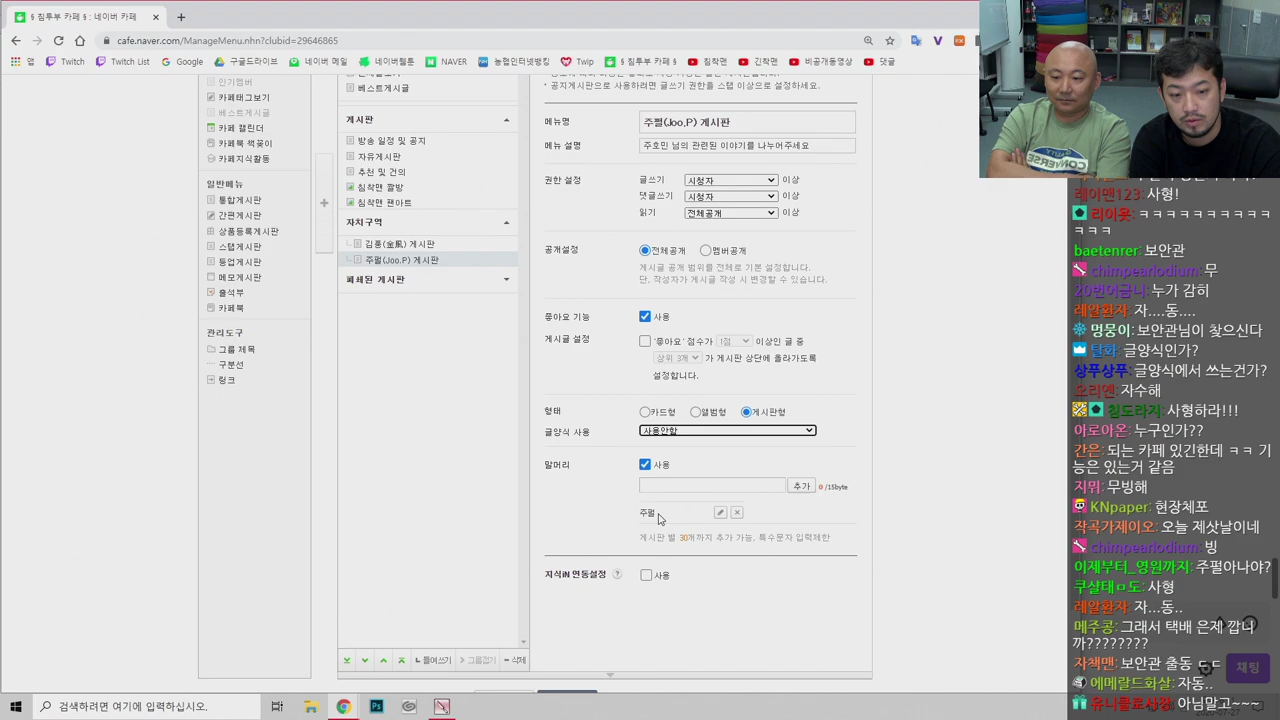 § 침투부 카페 § : 네이버 카페
cafe.naver.com/ManageMenu.nhn?clubid=29646865
앱
Twitch
Twitch List
Google
구글드라이브
네이버 메일
네이버웹툰
NAVER
농협인터넷뱅킹
Twip
§ 침투부 카페 §
침착맨
긴착맨
비공개동영상
댓글
인기멤버
카페태그보기
베스트게시글
카페 캘린더
카페북 책꽂이
카페지식활동
일반메뉴
통합게시판
간편게시판
상품등록게시판
스탭게시판
등업게시판
메모게시판
출석부
카페북
관리도구
그룹 제목
구분선
링크
베스트게시글
게시판
방송 일정 및 공지
자유게시판
추천 및 건의
침착맨 짤방
침착맨 팬아트
자치구역
김풍(金風) 게시판
주펄(Joo.P) 게시판
폐쇄된 게시판
들여쓰기
그룹접기
삭제
* 공지게시판으로 사용하려면 글쓰기 권한을 스탭 이상으로 설정하세요.
메뉴명
주펄(Joo.P) 게시판
메뉴 설명
주호민 님의 관련된 이야기를 나누어주세요
권한 설정
글쓰기 시청자 이상
댓글쓰기 시청자 이상
읽기 전체공개 이상
공개설정
전체공개
멤버공개
게시글 공개 범위를 전체로 기본 설정합니다.
단, 작성자가 게시글 작성 시 변경할 수 있습니다.
좋아요 기능
사용
게시글 설정
'좋아요' 점수가 1점 이상인 글 중
상위 3개 가 게시판 상단에 올라가도록
설정합니다.
형태
카드형
앨범형
게시판형
글양식 사용
사용안함
말머리
사용
추가
0 /15byte
주펄
게시판 별 30개까지 추가 가능, 특수문자 입력제한
지식iN 연동설정
사용
CONVERSE
레이맨123: 사형!
리이욧: ㅋㅋㅋㅋㅋㅋㅋㅋㅋㅋ
ㅋㅋㅋ
baetenrer: 보안관
chimpearlodium: 무
20번어금니: 누가 감히
레알환자: 자....동....
멍뭉이: 보안관님이 찾으신다
탄화: 글양식인가?
상푸상푸: 글양식에서 쓰는건가?
오리엔: 자수해
침도라지: 사형하라!!!
아로아온: 누구인가??
간은: 되는 카페 있긴한데 ㅋㅋ 기
능은 있는거 같음
지뮈: 무빙해
KNpaper: 현장체포
작곡가제이오: 오늘 제삿날이네
chimpearlodium: 빙
이제부터_영원까지: 주펄아나야?
쿠샬태ㅁ도: 사형
레알환자: 자...동..
메주콩: 그래서 택배 은제 깝니
까????????
자책맨: 보안관 출동 ㄷㄷ
에메랄드화살: 자동..
유니클료사장: 아님말고~~~
채팅
검색하려면 여기에 입력하십시오.